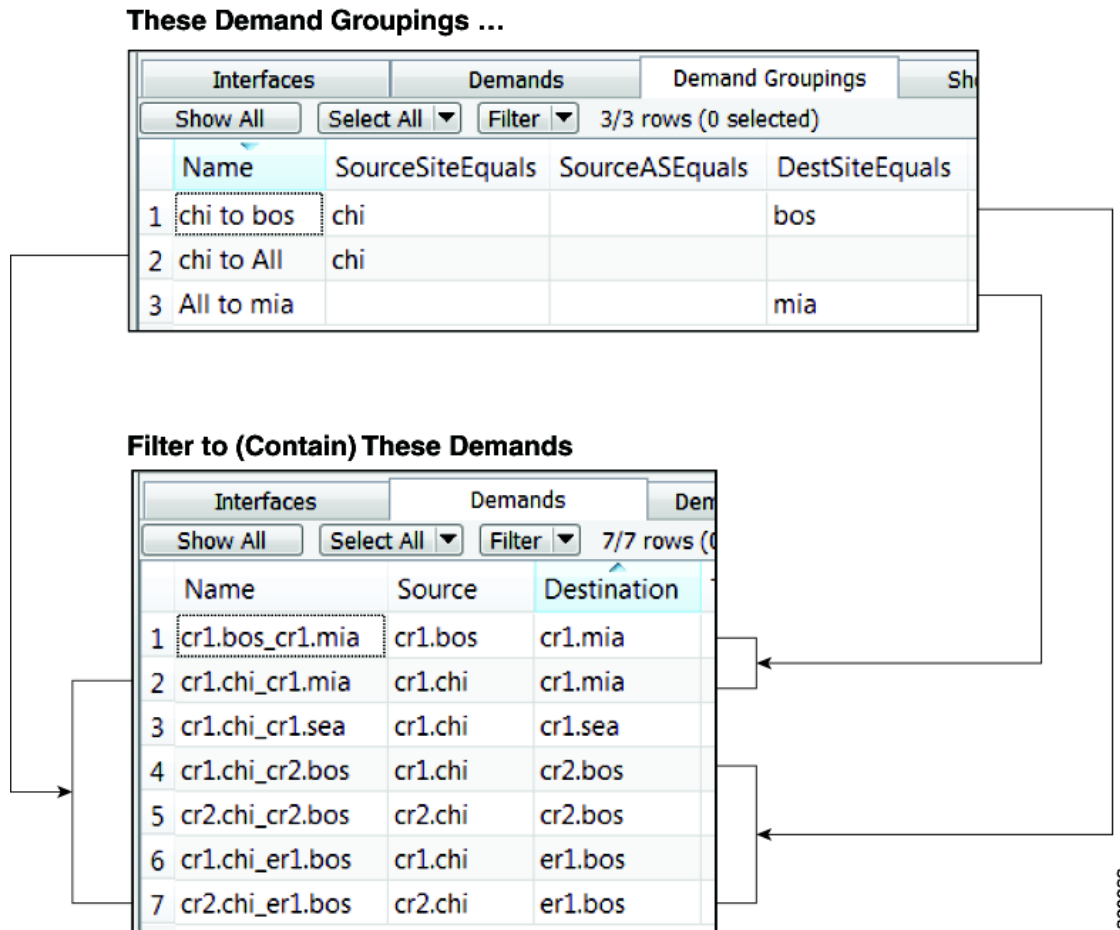 These Demand Groupings ...
Interfaces Demands Demand Groupings
Show All Select All Filter 3/3 rows (0 selected)
Name SourceSiteEquals SourceASEquals DestSiteEquals
1 chi to bos chi bos
2 chi to All chi
3 All to mia mia
Filter to (Contain) These Demands
Interfaces Demands
Show All Select All Filter 7/7 rows
Name Source Destination
1 cr1.bos_cr1.mia cr1.bos cr1.mia
2 cr1.chi_cr1.mia cr1.chi cr1.mia
3 cr1.chi_cr1.sea cr1.chi cr1.sea
4 cr1.chi_cr2.bos cr1.chi cr2.bos
5 cr2.chi_cr2.bos cr2.chi cr2.bos
6 cr1.chi_er1.bos cr1.chi er1.bos
7 cr2.chi_er1.bos cr2.chi er1.bos